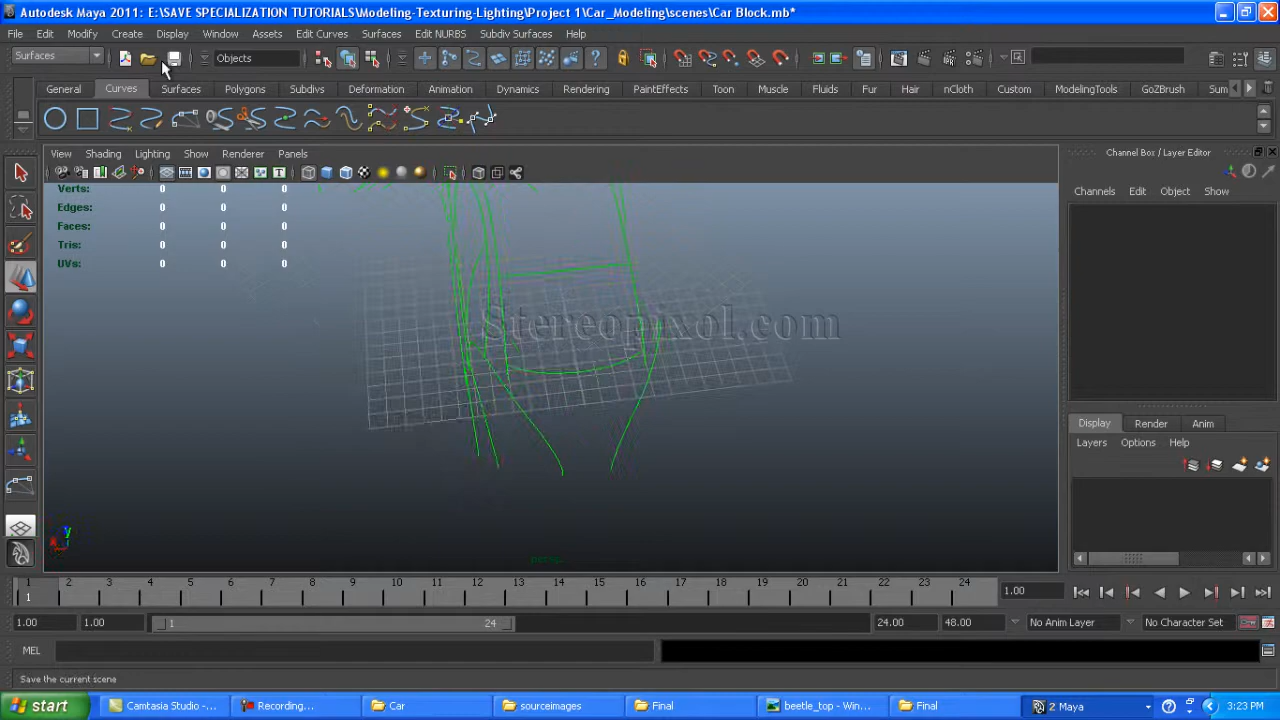 Autodesk Maya 2011: E:\SAVE SPECIALIZATION TUTORIALS\Modeling-Texturing-Lighting\Project 1\Car_Modeling\scenes\Car Block.mb*
File Edit Modify Create Display Window Assets Edit Curves Surfaces Edit NURBS Subdiv Surfaces Help
Surfaces Objects
General Curves Surfaces Polygons Subdivs Deformation Animation Dynamics Rendering PaintEffects Toon Muscle Fluids Fur Hair nCloth Custom ModelingTools GoZBrush Sum
View Shading Lighting Show Renderer Panels
Channel Box / Layer Editor
Channels Edit Object Show
Verts: 0 0 0
Edges: 0 0 0
Faces: 0 0 0
Tris: 0 0 0
UVs: 0 0 0
Stereopixol.com
Display Render Anim
Layers Options Help
y
x
persp
1 2 3 4 5 6 7 8 9 10 11 12 13 14 15 16 17 18 19 20 21 22 23 24
1 1.00
1.00 1.00 1 24 24.00 48.00 No Anim Layer No Character Set
MEL
Save the current scene
start Camtasia Studio -... Recording... Car sourceimages Final beetle_top - Win... Final 2 Maya 3:23 PM